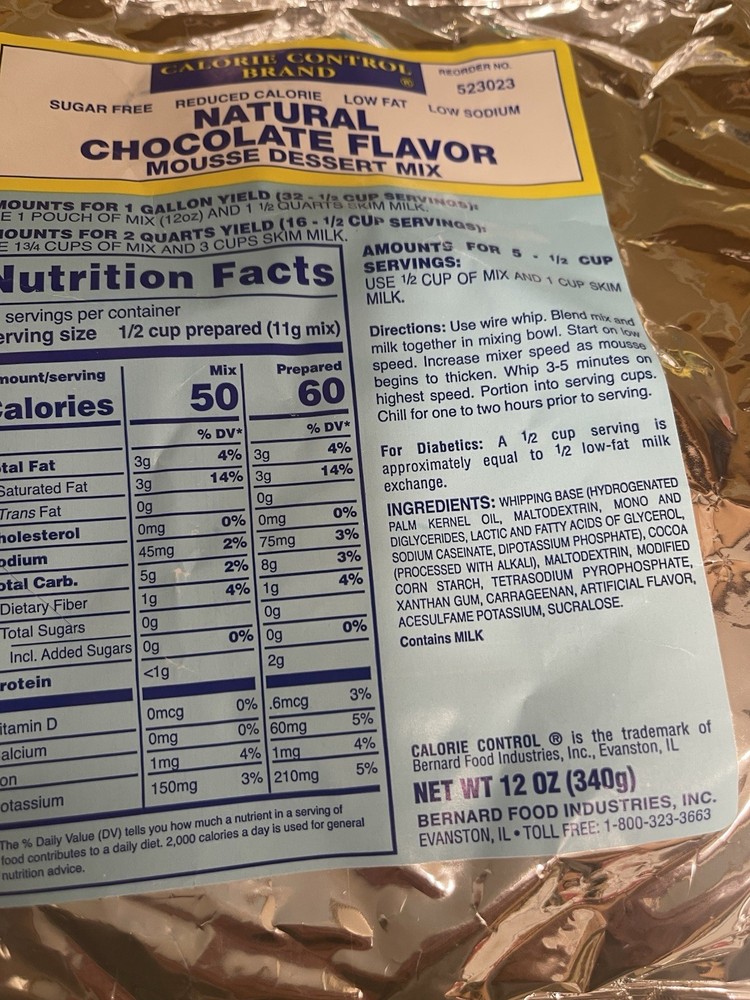 CALORIE CONTROL
BRAND ®
REORDER NO.
523023
SUGAR FREE REDUCED CALORIE LOW FAT LOW SODIUM
NATURAL
CHOCOLATE FLAVOR
MOUSSE DESSERT MIX
MOUNTS FOR 1 GALLON YIELD (32 - 1/2 CUP SERVINGS):
E 1 POUCH OF MIX (12oz) AND 1 1/2 QUARTS SKIM MILK.
MOUNTS FOR 2 QUARTS YIELD (16 - 1/2 CUP SERVINGS):
E 1 3/4 CUPS OF MIX AND 3 CUPS SKIM MILK.
Nutrition Facts
servings per container
erving size 1/2 cup prepared (11g mix)
mount/serving Mix Prepared
Calories 50 60
% DV* % DV*
tal Fat 3g 4% 3g 4%
Saturated Fat 3g 14% 3g 14%
Trans Fat 0g 0g
holesterol 0mg 0% 0mg 0%
odium 45mg 2% 75mg 3%
otal Carb. 5g 2% 8g 3%
Dietary Fiber 1g 4% 1g 4%
Total Sugars 0g 0g
Incl. Added Sugars 0g 0% 0g 0%
rotein <1g 2g
itamin D 0mcg 0% .6mcg 3%
alcium 0mg 0% 60mg 5%
on 1mg 4% 1mg 4%
otassium 150mg 3% 210mg 5%
The % Daily Value (DV) tells you how much a nutrient in a serving of
food contributes to a daily diet. 2,000 calories a day is used for general
nutrition advice.
AMOUNTS FOR 5 - 1/2 CUP
SERVINGS:
USE 1/2 CUP OF MIX AND 1 CUP SKIM
MILK.
Directions: Use wire whip. Blend mix and
milk together in mixing bowl. Start on low
speed. Increase mixer speed as mousse
begins to thicken. Whip 3-5 minutes on
highest speed. Portion into serving cups.
Chill for one to two hours prior to serving.
For Diabetics: A 1/2 cup serving is
approximately equal to 1/2 low-fat milk
exchange.
INGREDIENTS: WHIPPING BASE (HYDROGENATED
PALM KERNEL OIL, MALTODEXTRIN, MONO AND
DIGLYCERIDES, LACTIC AND FATTY ACIDS OF GLYCEROL,
SODIUM CASEINATE, DIPOTASSIUM PHOSPHATE), COCOA
(PROCESSED WITH ALKALI), MALTODEXTRIN, MODIFIED
CORN STARCH, TETRASODIUM PYROPHOSPHATE,
XANTHAN GUM, CARRAGEENAN, ARTIFICIAL FLAVOR,
ACESULFAME POTASSIUM, SUCRALOSE.
Contains MILK
CALORIE CONTROL ® is the trademark of
Bernard Food Industries, Inc., Evanston, IL
NET WT 12 OZ (340g)
BERNARD FOOD INDUSTRIES, INC.
EVANSTON, IL • TOLL FREE: 1-800-323-3663